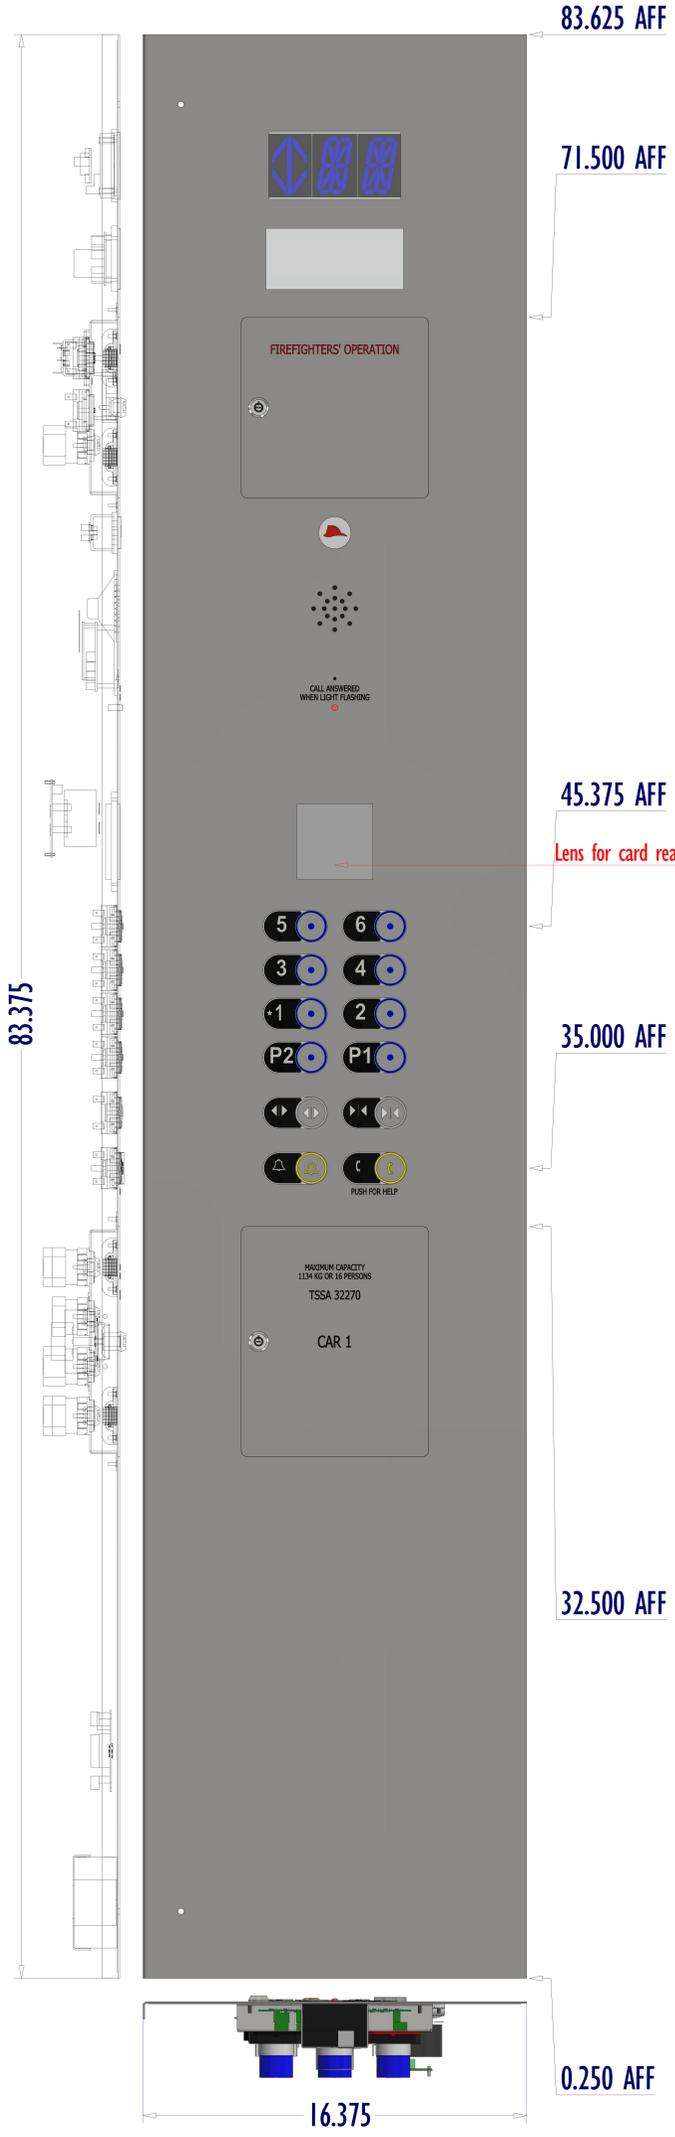 83.625 AFF
71.500 AFF
FIREFIGHTERS' OPERATION
CALL ANSWERED
WHEN LIGHT FLASHING
45.375 AFF
Lens for card rea
5 6
3 4
83.375
*1 2
35.000 AFF
P2 P1
PUSH FOR HELP
MAXIMUM CAPACITY
1134 KG OR 16 PERSONS
TSSA 32270
CAR 1
32.500 AFF
0.250 AFF
16.375